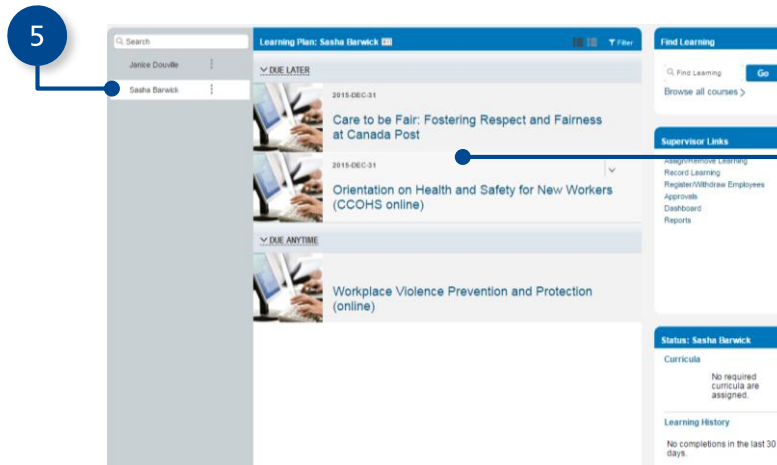 5
Search
Janice Douville
Sasha Barwick
Learning Plan: Sasha Barwick
Filter
DUE LATER
2015-DEC-31
Care to be Fair: Fostering Respect and Fairness
at Canada Post
2015-DEC-31
Orientation on Health and Safety for New Workers
(CCOHS online)
DUE ANYTIME
Workplace Violence Prevention and Protection
(online)
Find Learning
Find Learning
Go
Browse all courses >
Supervisor Links
Assign/Remove Learning
Record Learning
Register/Withdraw Employees
Approvals
Dashboard
Reports
Status: Sasha Barwick
Curricula
No required
curricula are
assigned.
Learning History
No completions in the last 30
days.